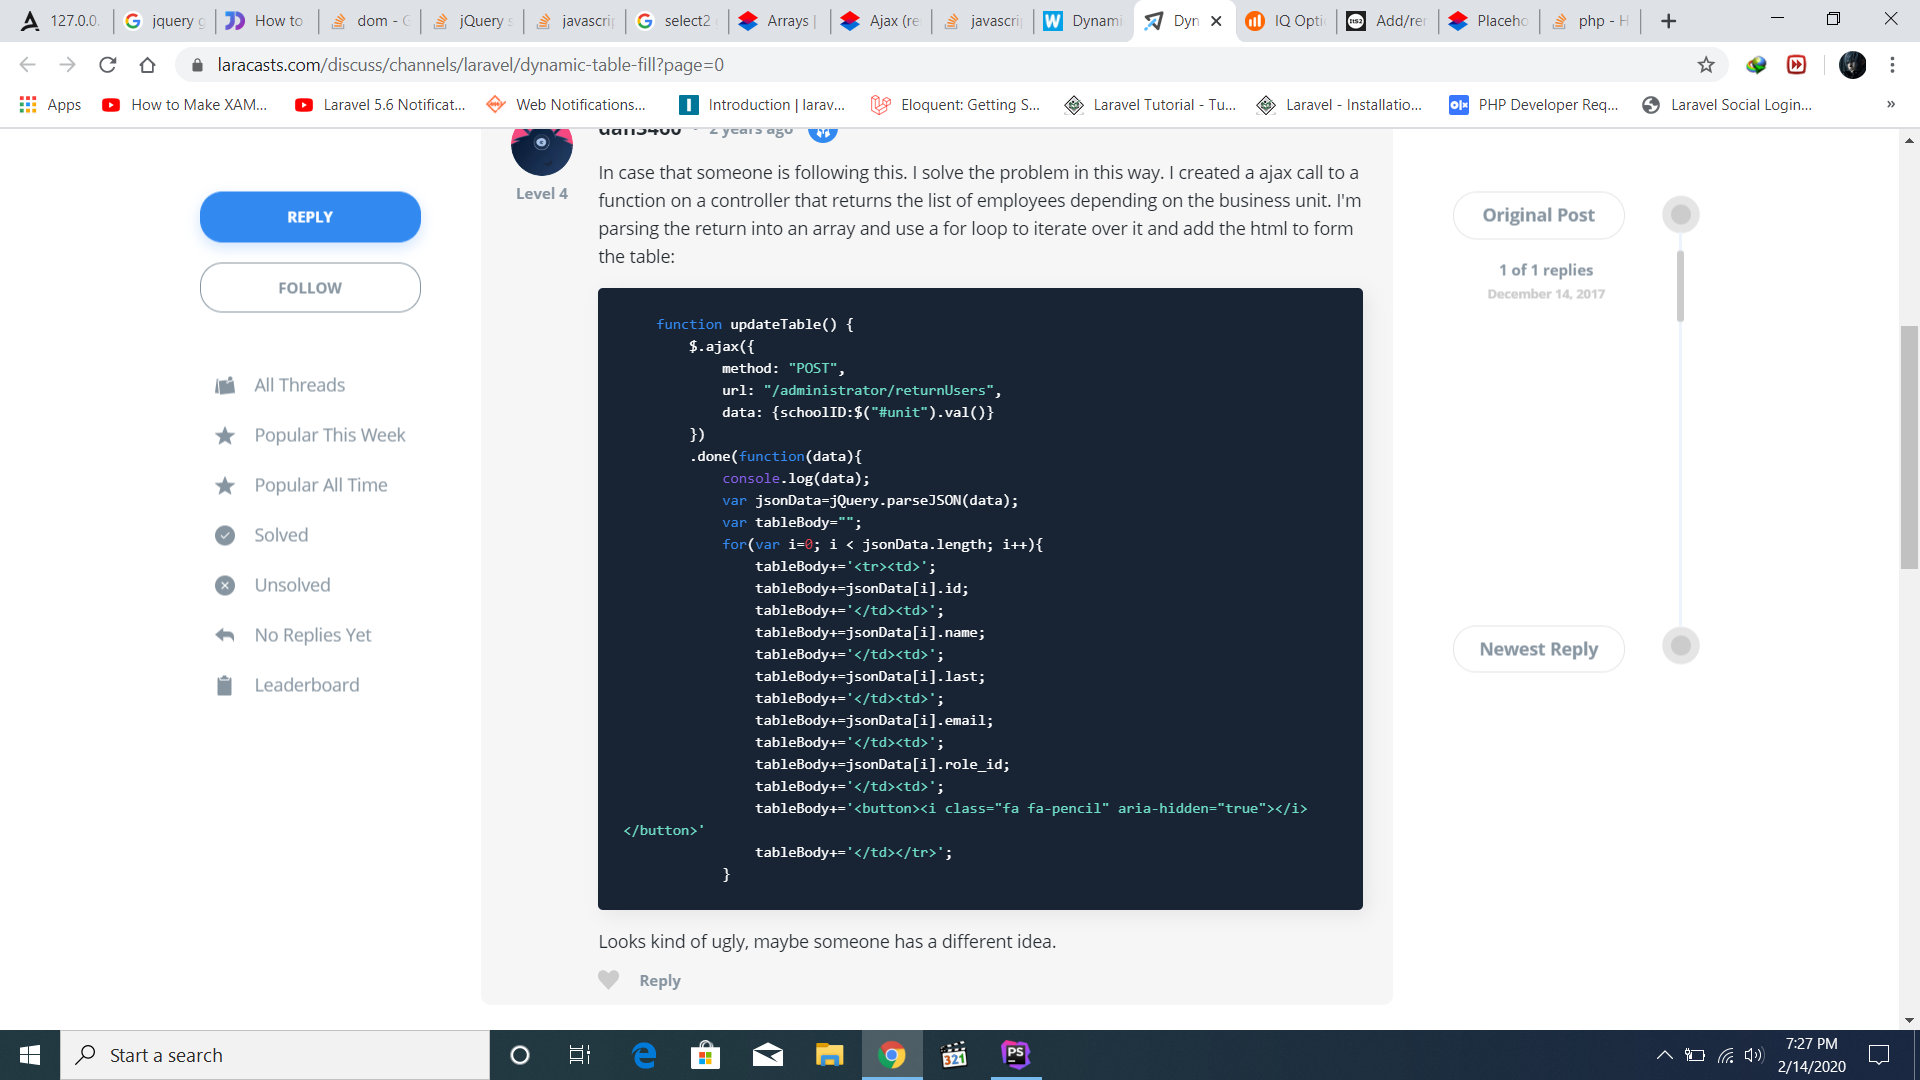 127.0.0.
jquery g
How to
dom - G
jQuery s
javascrip
select2
Arrays |
Ajax (re
javascrip
Dynami
Dyn
IQ Opti
Add/rer
Placeho
php - H
laracasts.com/discuss/channels/laravel/dynamic-table-fill?page=0
Apps
How to Make XAM...
Laravel 5.6 Notificat...
Web Notifications...
Introduction | larav...
Eloquent: Getting S...
Laravel Tutorial - Tu...
Laravel - Installatio...
PHP Developer Req...
Laravel Social Login...
»
2 years ago
Level 4
REPLY
FOLLOW
All Threads
Popular This Week
Popular All Time
Solved
Unsolved
No Replies Yet
Leaderboard
In case that someone is following this. I solve the problem in this way. I created a ajax call to a
function on a controller that returns the list of employees depending on the business unit. I'm
parsing the return into an array and use a for loop to iterate over it and add the html to form
the table:
function updateTable() {
$.ajax({
method: "POST",
url: "/administrator/returnUsers",
data: {schoolID:$("#unit").val()}
})
.done(function(data){
console.log(data);
var jsonData=jQuery.parseJSON(data);
var tableBody="";
for(var i=0; i < jsonData.length; i++){
tableBody+='<tr><td>';
tableBody+=jsonData[i].id;
tableBody+='</td><td>';
tableBody+=jsonData[i].name;
tableBody+='</td><td>';
tableBody+=jsonData[i].last;
tableBody+='</td><td>';
tableBody+=jsonData[i].email;
tableBody+='</td><td>';
tableBody+=jsonData[i].role_id;
tableBody+='</td><td>';
tableBody+='<button><i class="fa fa-pencil" aria-hidden="true"></i>
</button>'
tableBody+='</td></tr>';
}
Looks kind of ugly, maybe someone has a different idea.
Reply
Original Post
1 of 1 replies
December 14, 2017
Newest Reply
Start a search
321
PS
7:27 PM
2/14/2020